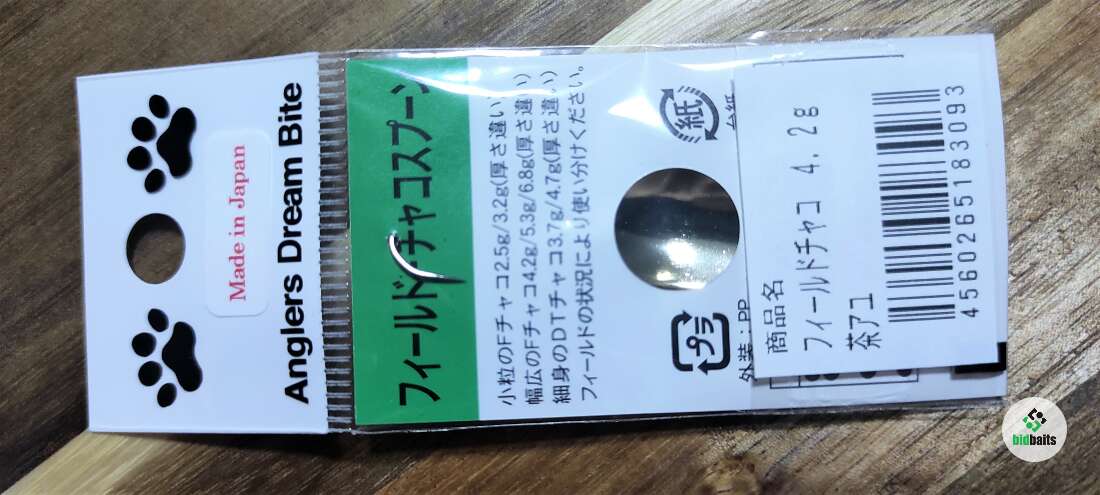 Made in Japan
Anglers Dream Bite
フィールド・チャコスプーン
小粒のFチャコ2.5g/3.2g(厚さ違い)
幅広のFチャコ4.2g/5.3g/6.8g(厚さ違い)
細身のDTチャコ3.7g/4.7g(厚さ違い)
フィールドの状況により使い分けください。
紙
プラ
外装:PP
商品名
フィールドチャコ 4.2g
茶アユ
4560265183093
bidbaits